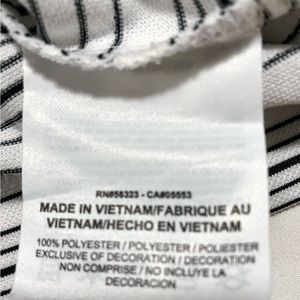 RN#56323 - CA#05553
MADE IN VIETNAM/FABRIQUE AU
VIETNAM/HECHO EN VIETNAM
100% POLYESTER / POLYESTER / POLIESTER
EXCLUSIVE OF DECORATION / DECORATION
NON COMPRISE / NO INCLUYE LA
DECORACION